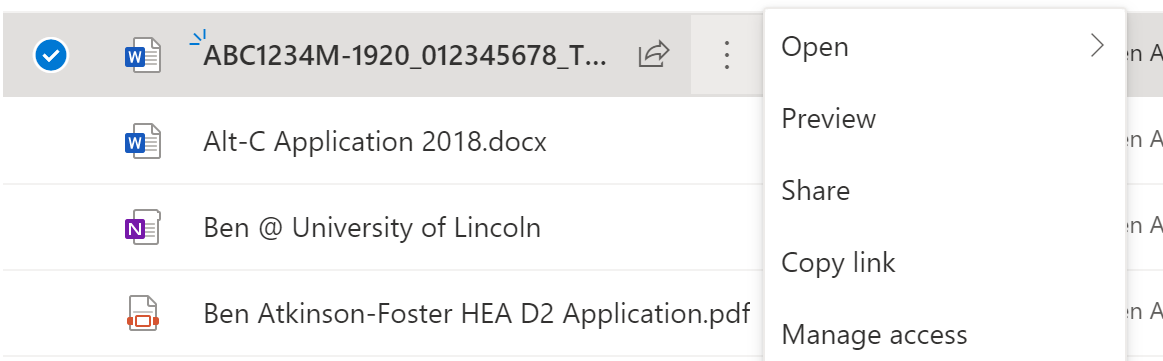 ABC1234M-1920_012345678_T...
Alt-C Application 2018.docx
Ben @ University of Lincoln
Ben Atkinson-Foster HEA D2 Application.pdf
Open
Preview
Share
Copy link
Manage access